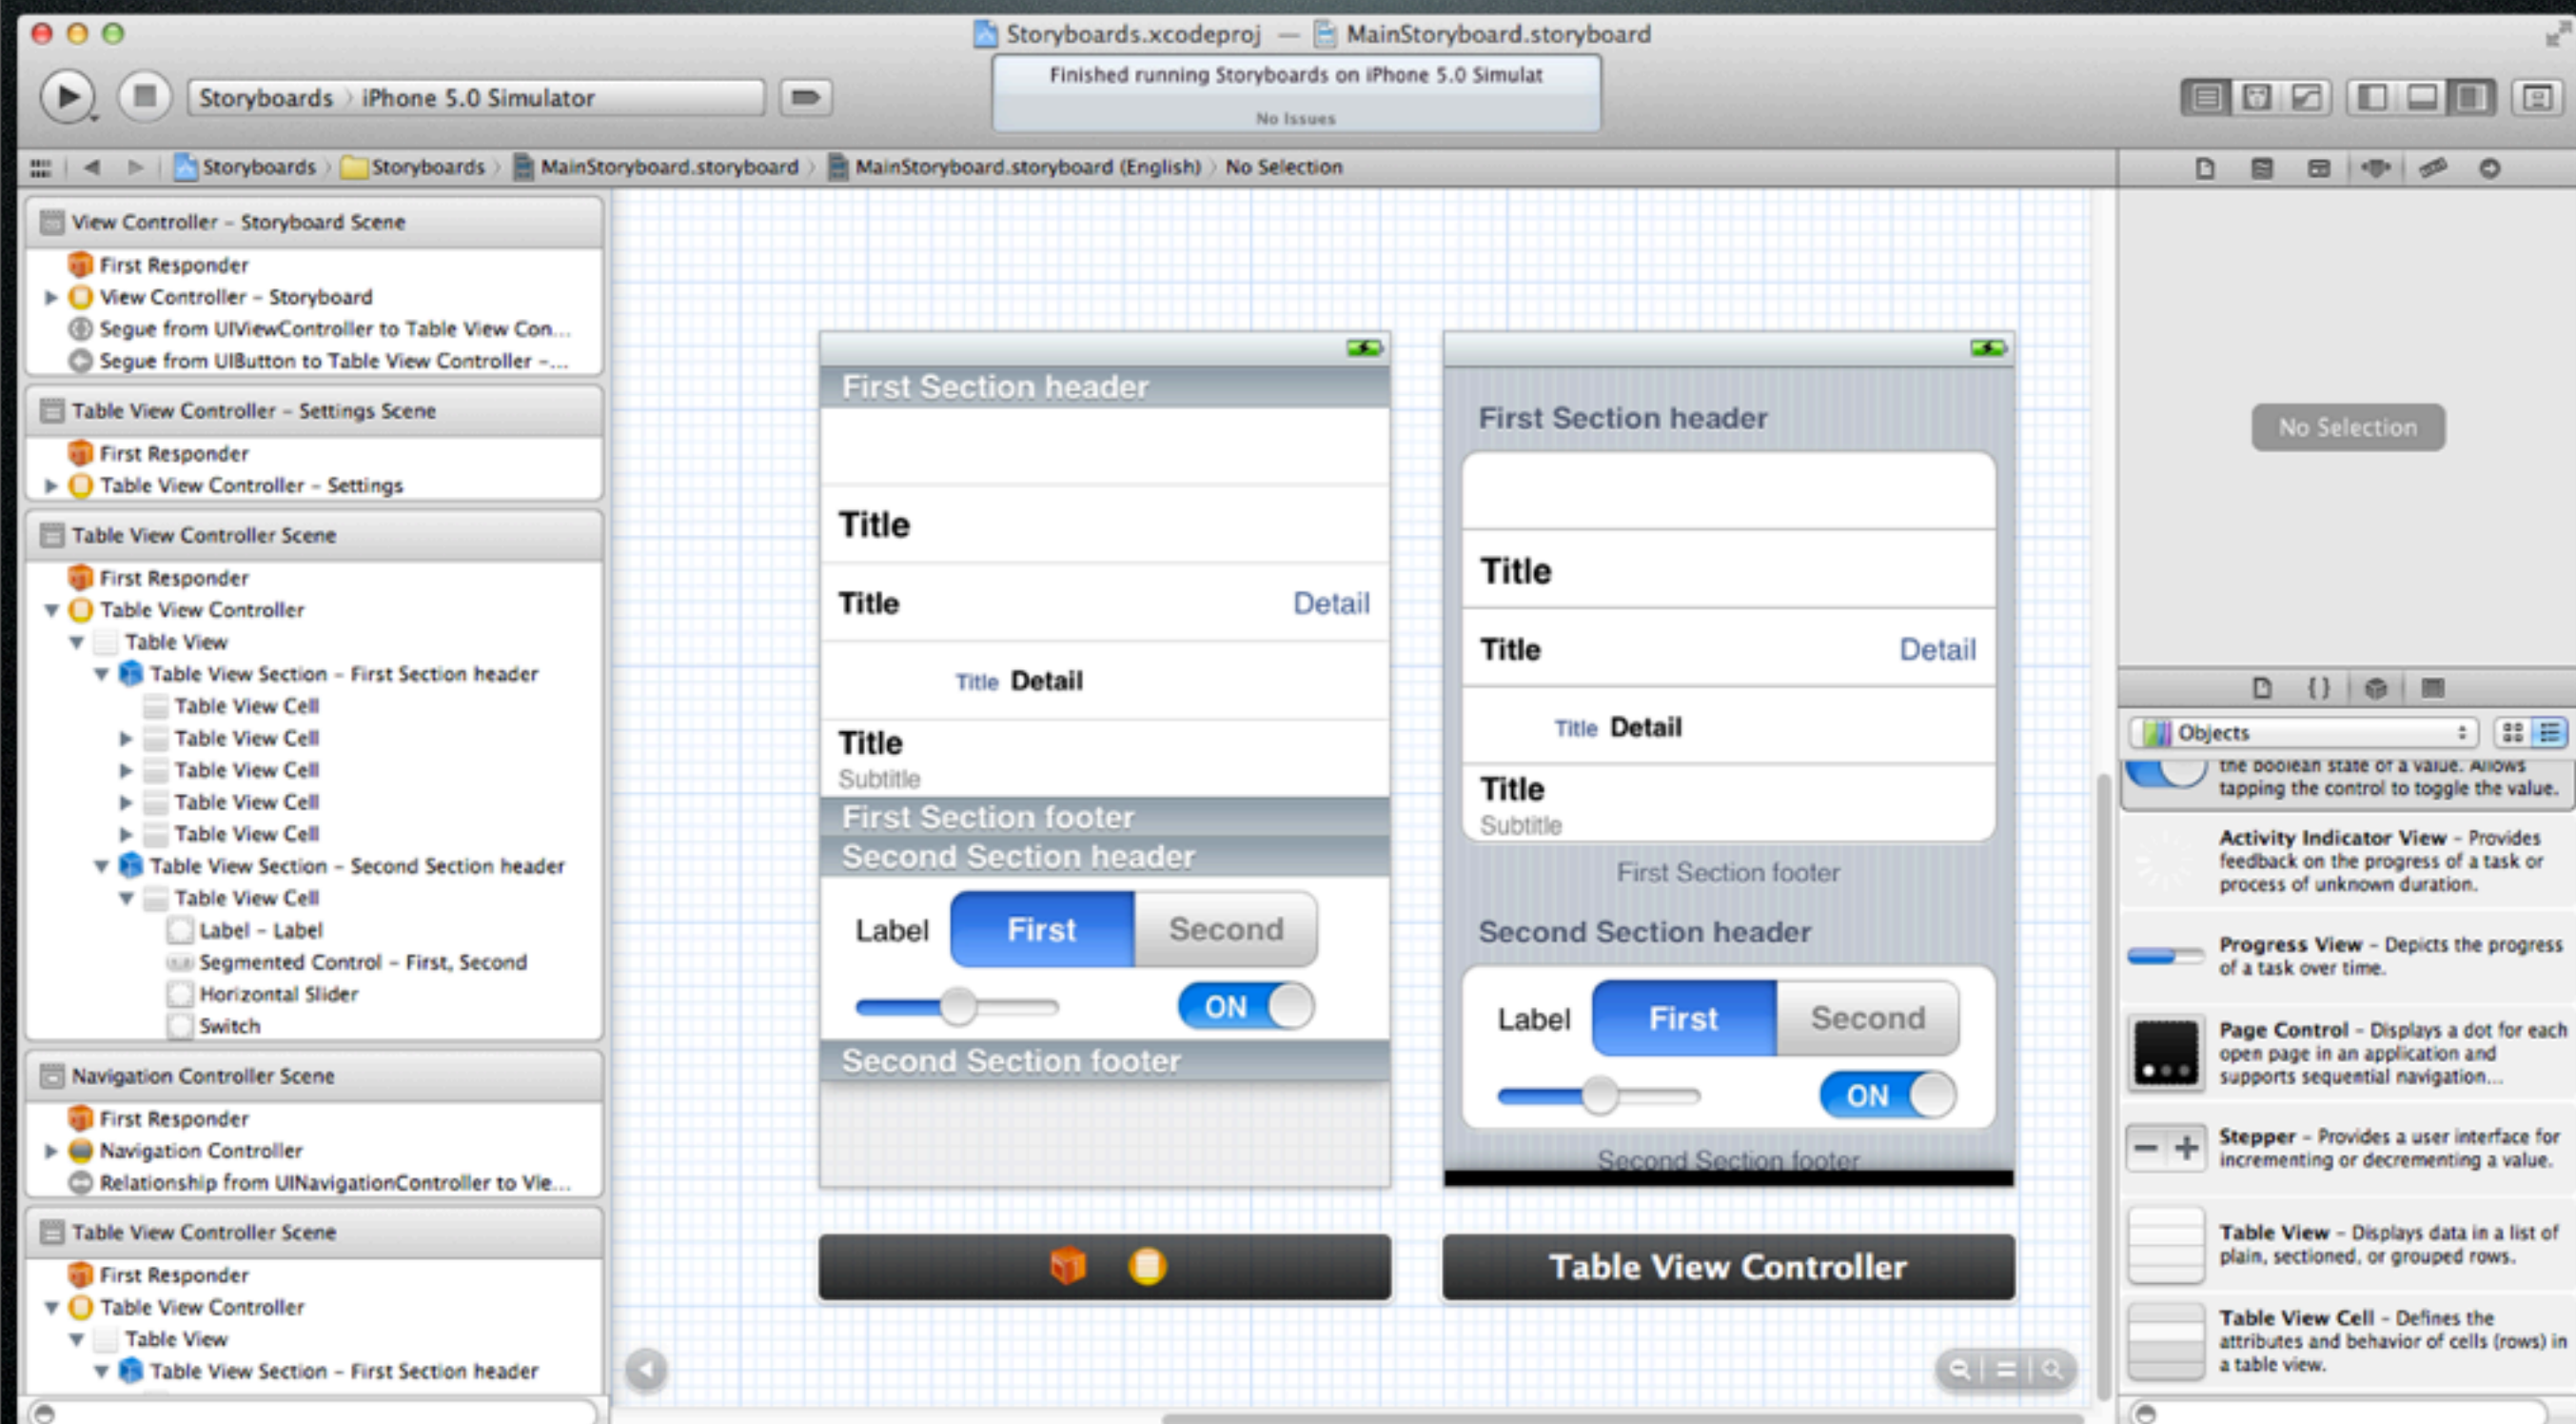 Storyboards.xcodeproj — MainStoryboard.storyboard
Finished running Storyboards on iPhone 5.0 Simulat
No Issues
Storyboards 〉 iPhone 5.0 Simulator
Storyboards 〉 Storyboards 〉 MainStoryboard.storyboard 〉 MainStoryboard.storyboard (English) 〉 No Selection
View Controller – Storyboard Scene
First Responder
View Controller – Storyboard
Segue from UIViewController to Table View Con...
Segue from UIButton to Table View Controller –...
Table View Controller – Settings Scene
First Responder
Table View Controller – Settings
Table View Controller Scene
First Responder
Table View Controller
Table View
Table View Section – First Section header
Table View Cell
Table View Cell
Table View Cell
Table View Cell
Table View Cell
Table View Section – Second Section header
Table View Cell
Label – Label
Segmented Control – First, Second
Horizontal Slider
Switch
Navigation Controller Scene
First Responder
Navigation Controller
Relationship from UINavigationController to Vie...
Table View Controller Scene
First Responder
Table View Controller
Table View
Table View Section – First Section header
First Section header
Title
Title Detail
Title Detail
Title
Subtitle
First Section footer
Second Section header
Label First Second
ON
Second Section footer
First Section header
Title
Title Detail
Title Detail
Title
Subtitle
First Section footer
Second Section header
Label First Second
ON
Second Section footer
Table View Controller
No Selection
Objects
the boolean state of a value. Allows
tapping the control to toggle the value.
Activity Indicator View – Provides
feedback on the progress of a task or
process of unknown duration.
Progress View – Depicts the progress
of a task over time.
Page Control – Displays a dot for each
open page in an application and
supports sequential navigation...
Stepper – Provides a user interface for
incrementing or decrementing a value.
Table View – Displays data in a list of
plain, sectioned, or grouped rows.
Table View Cell – Defines the
attributes and behavior of cells (rows) in
a table view.